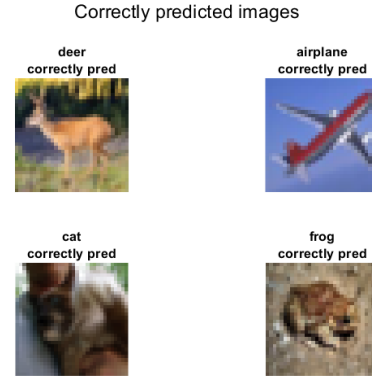 Correctly predicted images
deer
correctly pred
airplane
correctly pred
cat
correctly pred
frog
correctly pred